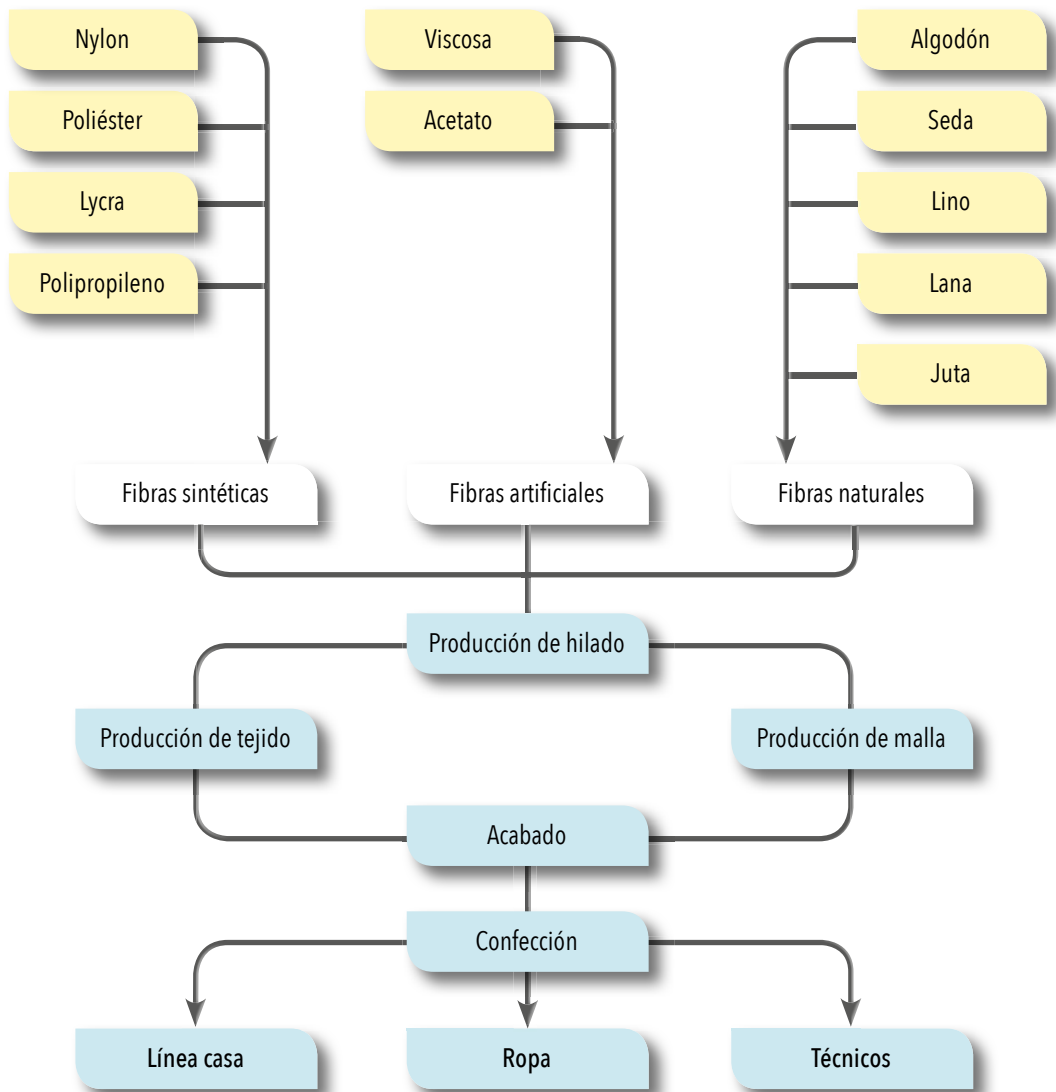 Nylon
Viscosa
Algodón
Poliéster
Acetato
Seda
Lycra
Lino
Polipropileno
Lana
Juta
Fibras sintéticas
Fibras artificiales
Fibras naturales
Producción de hilado
Producción de tejido
Producción de malla
Acabado
Confección
Línea casa
Ropa
Técnicos